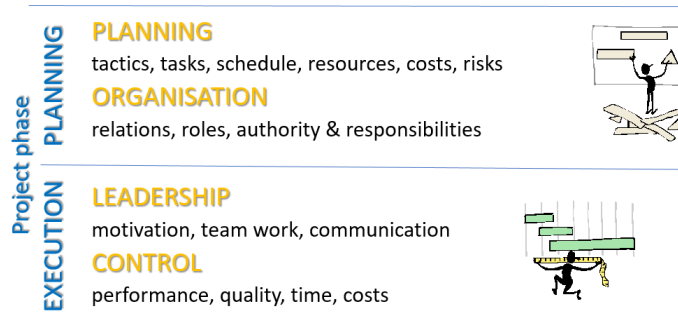 Project phase
PLANNING
PLANNING
tactics, tasks, schedule, resources, costs, risks
ORGANISATION
relations, roles, authority & responsibilities
EXECUTION
LEADERSHIP
motivation, team work, communication
CONTROL
performance, quality, time, costs